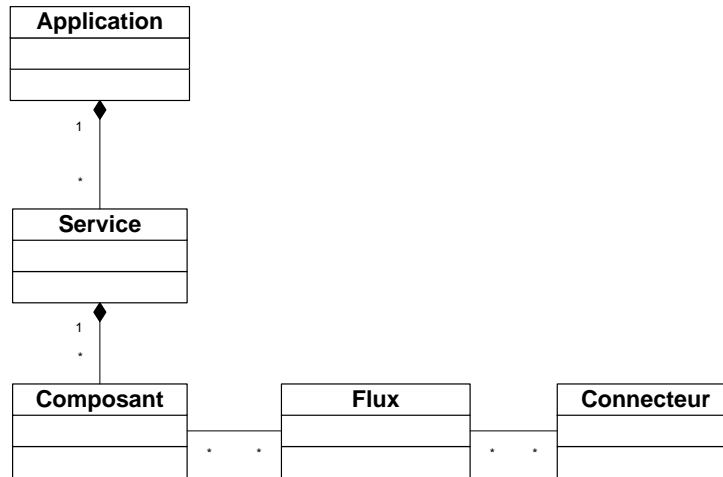 Application
1
*
Service
1
*
Composant Flux Connecteur
* * * *